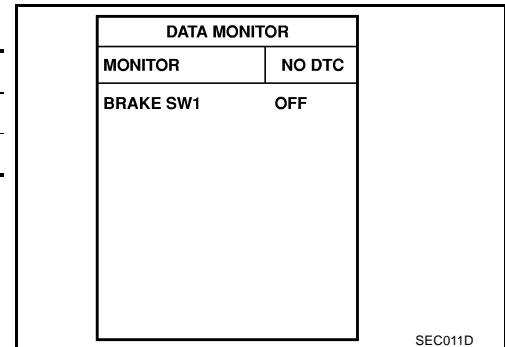 DATA MONITOR
MONITOR NO DTC
BRAKE SW1 OFF
SEC011D